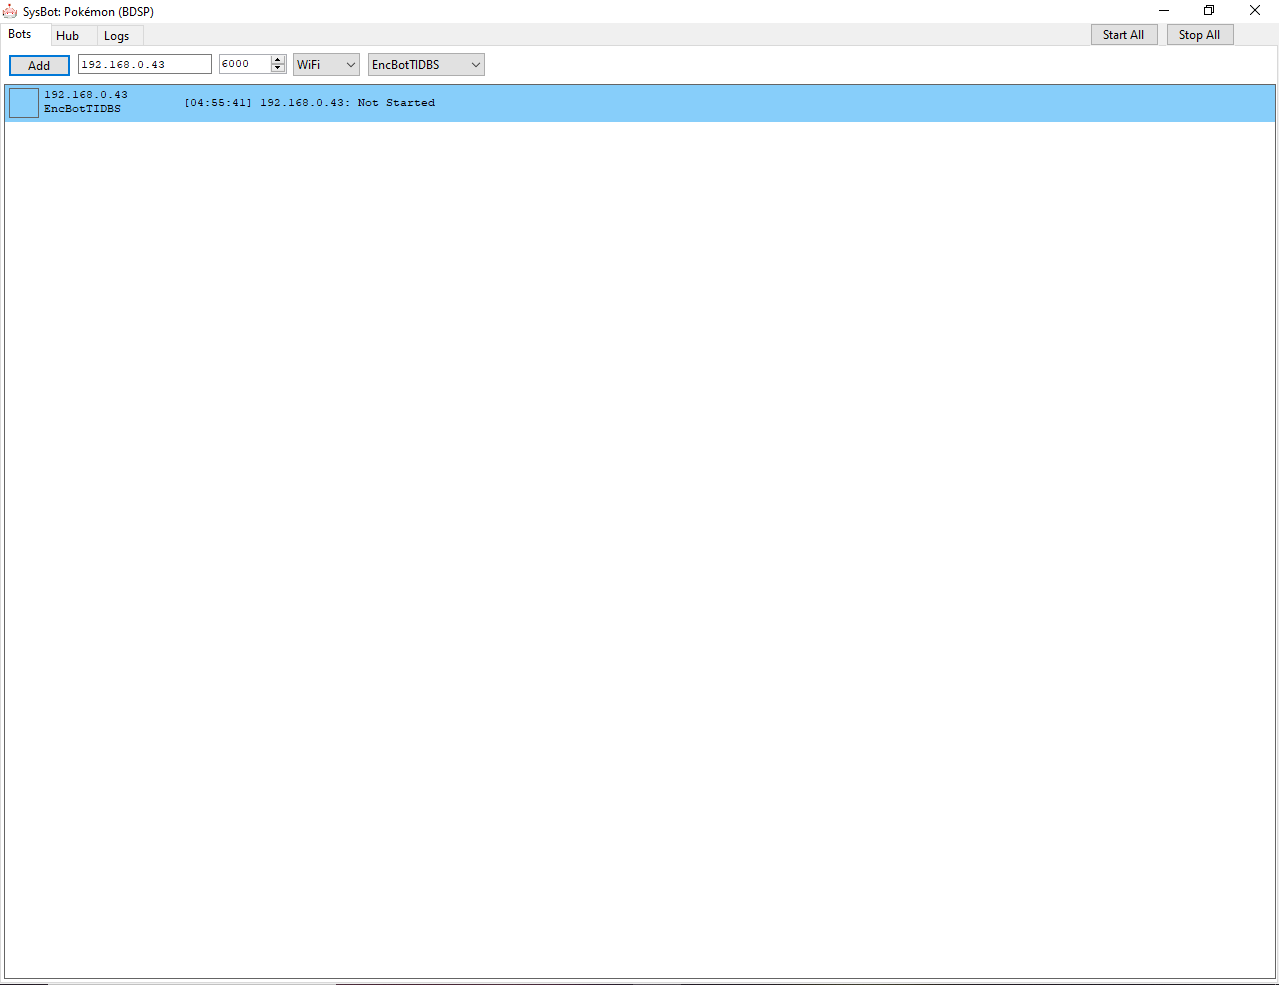 SysBot: Pokémon (BDSP)
Bots Hub Logs Start All Stop All
Add 192.168.0.43 6000 WiFi EncBotTIDBS
192.168.0.43
EncBotTIDBS [04:55:41] 192.168.0.43: Not Started